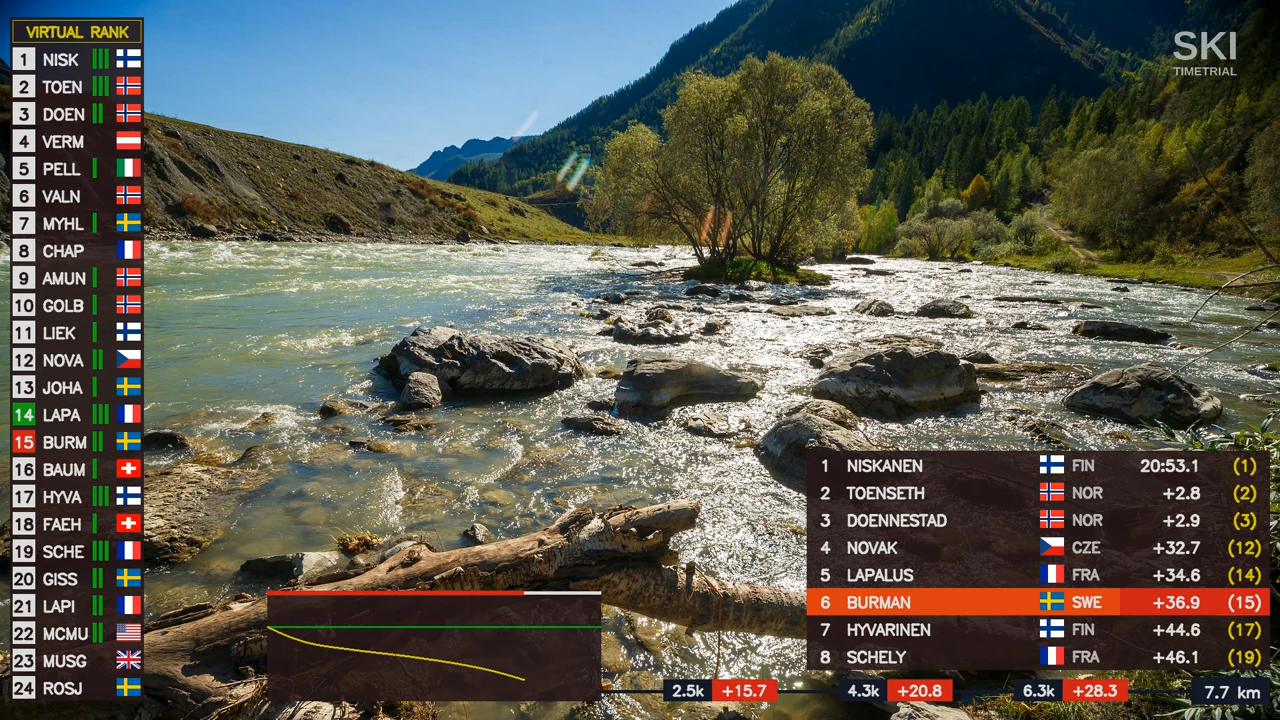 VIRTUAL RANK
1 NISK
2 TOEN
3 DOEN
4 VERM
5 PELL
6 VALN
7 MYHL
8 CHAP
9 AMUN
10 GOLB
11 LIEK
12 NOVA
13 JOHA
14 LAPA
15 BURM
16 BAUM
17 HYVA
18 FAEH
19 SCHE
20 GISS
21 LAPI
22 MCMU
23 MUSG
24 ROSJ
SKI
TIMETRIAL
1 NISKANEN FIN 20:53.1 (1)
2 TOENSETH NOR +2.8 (2)
3 DOENNESTAD NOR +2.9 (3)
4 NOVAK CZE +32.7 (12)
5 LAPALUS FRA +34.6 (14)
6 BURMAN SWE +36.9 (15)
7 HYVARINEN FIN +44.6 (17)
8 SCHELY FRA +46.1 (19)
2.5k +15.7 4.3k +20.8 6.3k +28.3 7.7 km